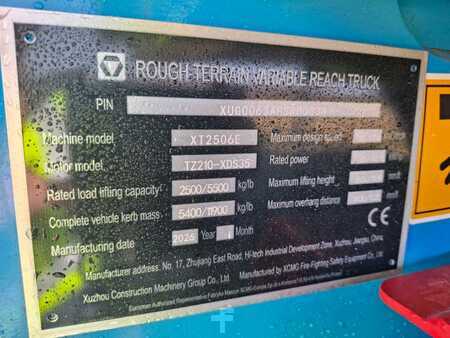 ROUGH TERRAIN VARIABLE REACH TRUCK
PIN
Machine model XT2506E Maximum design speed
Motor model TZ210-XDS35 Rated power
Rated load lifting capacity 2500/5500 kg/lb Maximum lifting height
Complete vehicle kerb mass 5400/11900 kg/lb Maximum overhang distance
Manufacturing date 2026 Year Month CE
Manufacturer address: No. 17, Zhujiang East Road, Hi-tech Industrial Development Zone, Xuzhou, Jiangsu, China.
Xuzhou Construction Machinery Group Co., Ltd. Manufactured by XCMG Fire-Fighting Safety Equipment Co., Ltd.